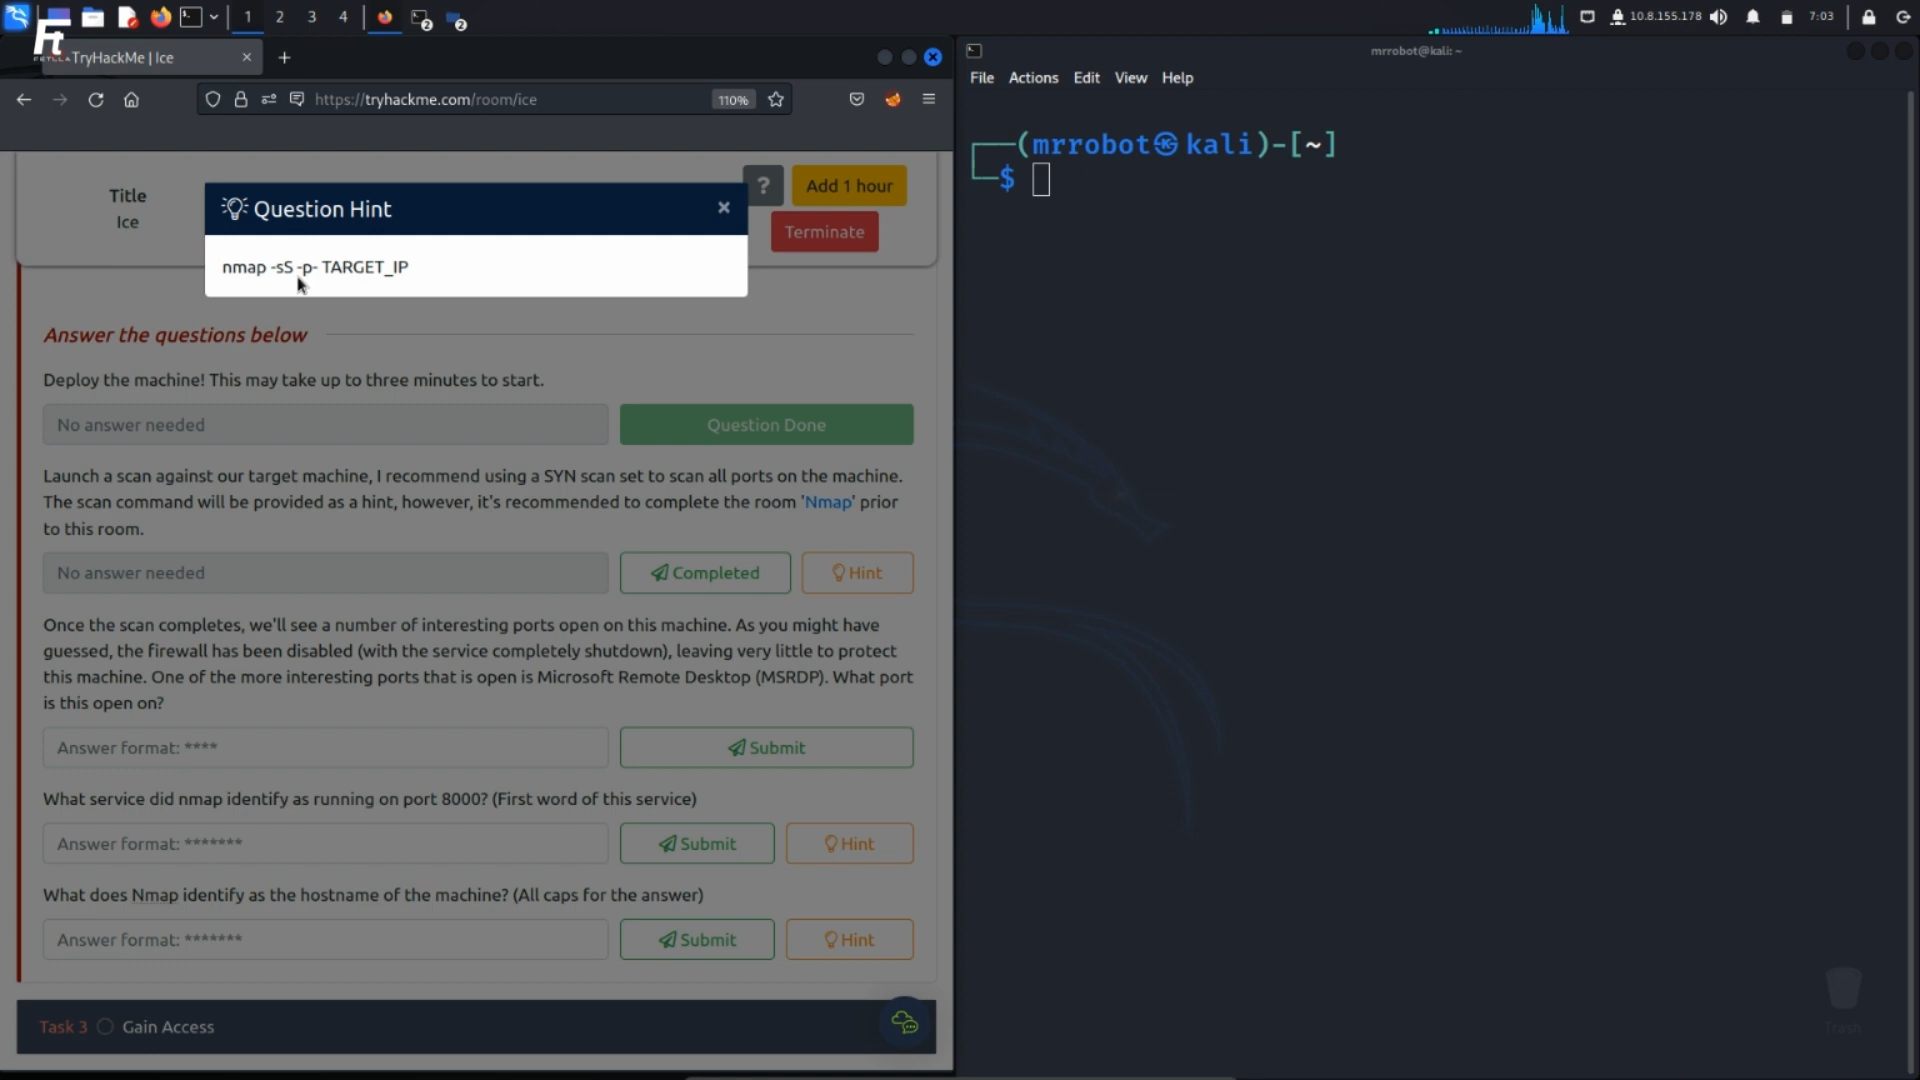 1 2 3 4
2
2
10.8.155.178
7:03
Ft
FETLLA
TryHackMe | Ice
https://tryhackme.com/room/ice
110%
Title
Ice
?
Add 1 hour
Terminate
Question Hint
nmap -sS -p- TARGET_IP
Answer the questions below
Deploy the machine! This may take up to three minutes to start.
No answer needed
Question Done
Launch a scan against our target machine, I recommend using a SYN scan set to scan all ports on the machine.
The scan command will be provided as a hint, however, it's recommended to complete the room 'Nmap' prior
to this room.
No answer needed
Completed
Hint
Once the scan completes, we'll see a number of interesting ports open on this machine. As you might have
guessed, the firewall has been disabled (with the service completely shutdown), leaving very little to protect
this machine. One of the more interesting ports that is open is Microsoft Remote Desktop (MSRDP). What port
is this open on?
Answer format: ****
Submit
What service did nmap identify as running on port 8000? (First word of this service)
Answer format: *******
Submit
Hint
What does Nmap identify as the hostname of the machine? (All caps for the answer)
Answer format: *******
Submit
Hint
Task 3
Gain Access
mrrobot@kali: ~
File Actions Edit View Help
(mrrobot㉿kali)-[~]
$
Trash